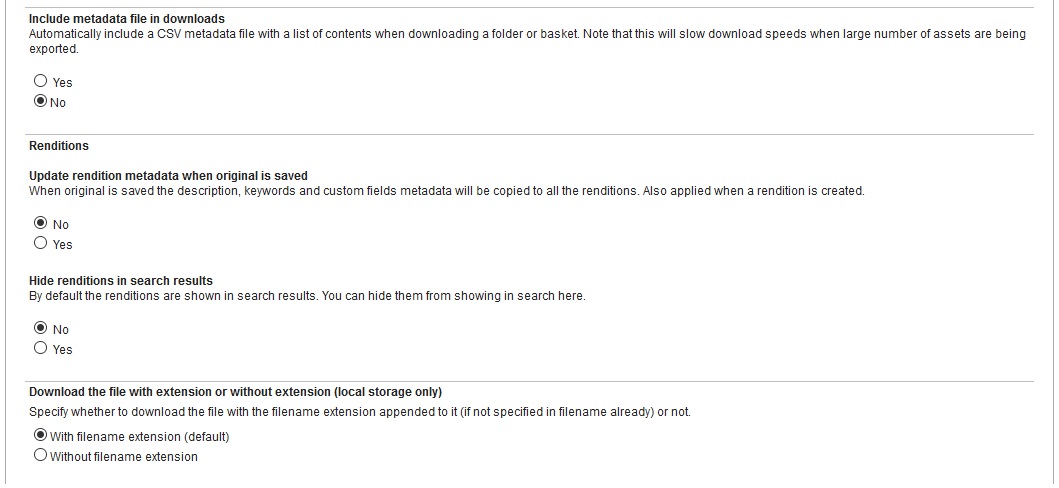 Include metadata file in downloads
Automatically include a CSV metadata file with a list of contents when downloading a folder or basket. Note that this will slow download speeds when large number of assets are being
exported.
Yes
No
Renditions
Update rendition metadata when original is saved
When original is saved the description, keywords and custom fields metadata will be copied to all the renditions. Also applied when a rendition is created.
No
Yes
Hide renditions in search results
By default the renditions are shown in search results. You can hide them from showing in search here.
No
Yes
Download the file with extension or without extension (local storage only)
Specify whether to download the file with the filename extension appended to it (if not specified in filename already) or not.
With filename extension (default)
Without filename extension